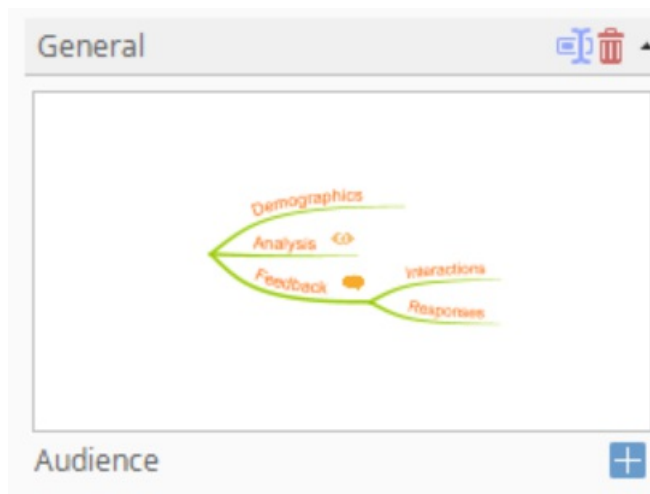 General
Demographics
Analysis
Feedback
Interactions
Responses
Audience